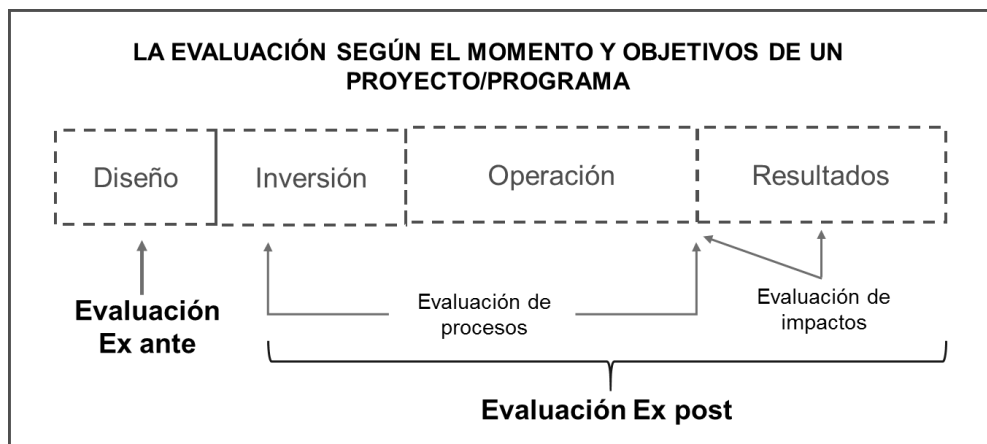 LA EVALUACIÓN SEGÚN EL MOMENTO Y OBJETIVOS DE UN
PROYECTO/PROGRAMA
Diseño
Inversión
Operación
Resultados
Evaluación
Ex ante
Evaluación de
procesos
Evaluación de
impactos
Evaluación Ex post